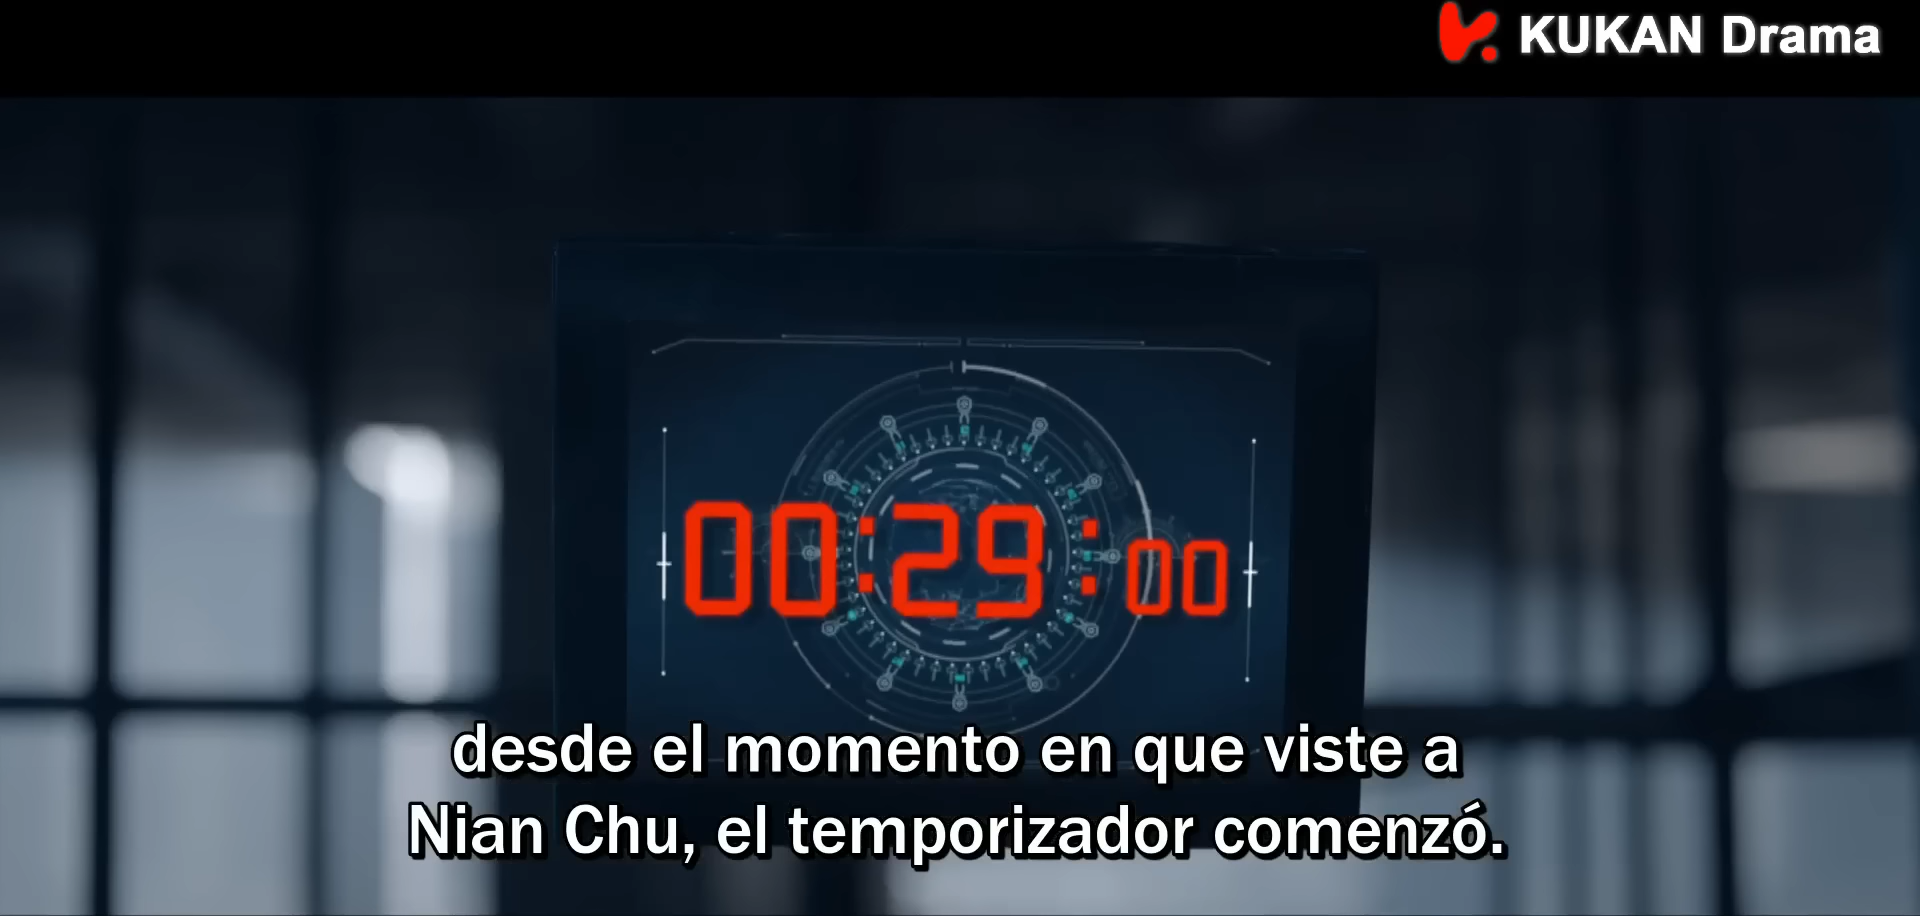 KUKAN Drama
00:29:00
desde el momento en que viste a
Nian Chu, el temporizador comenzó.